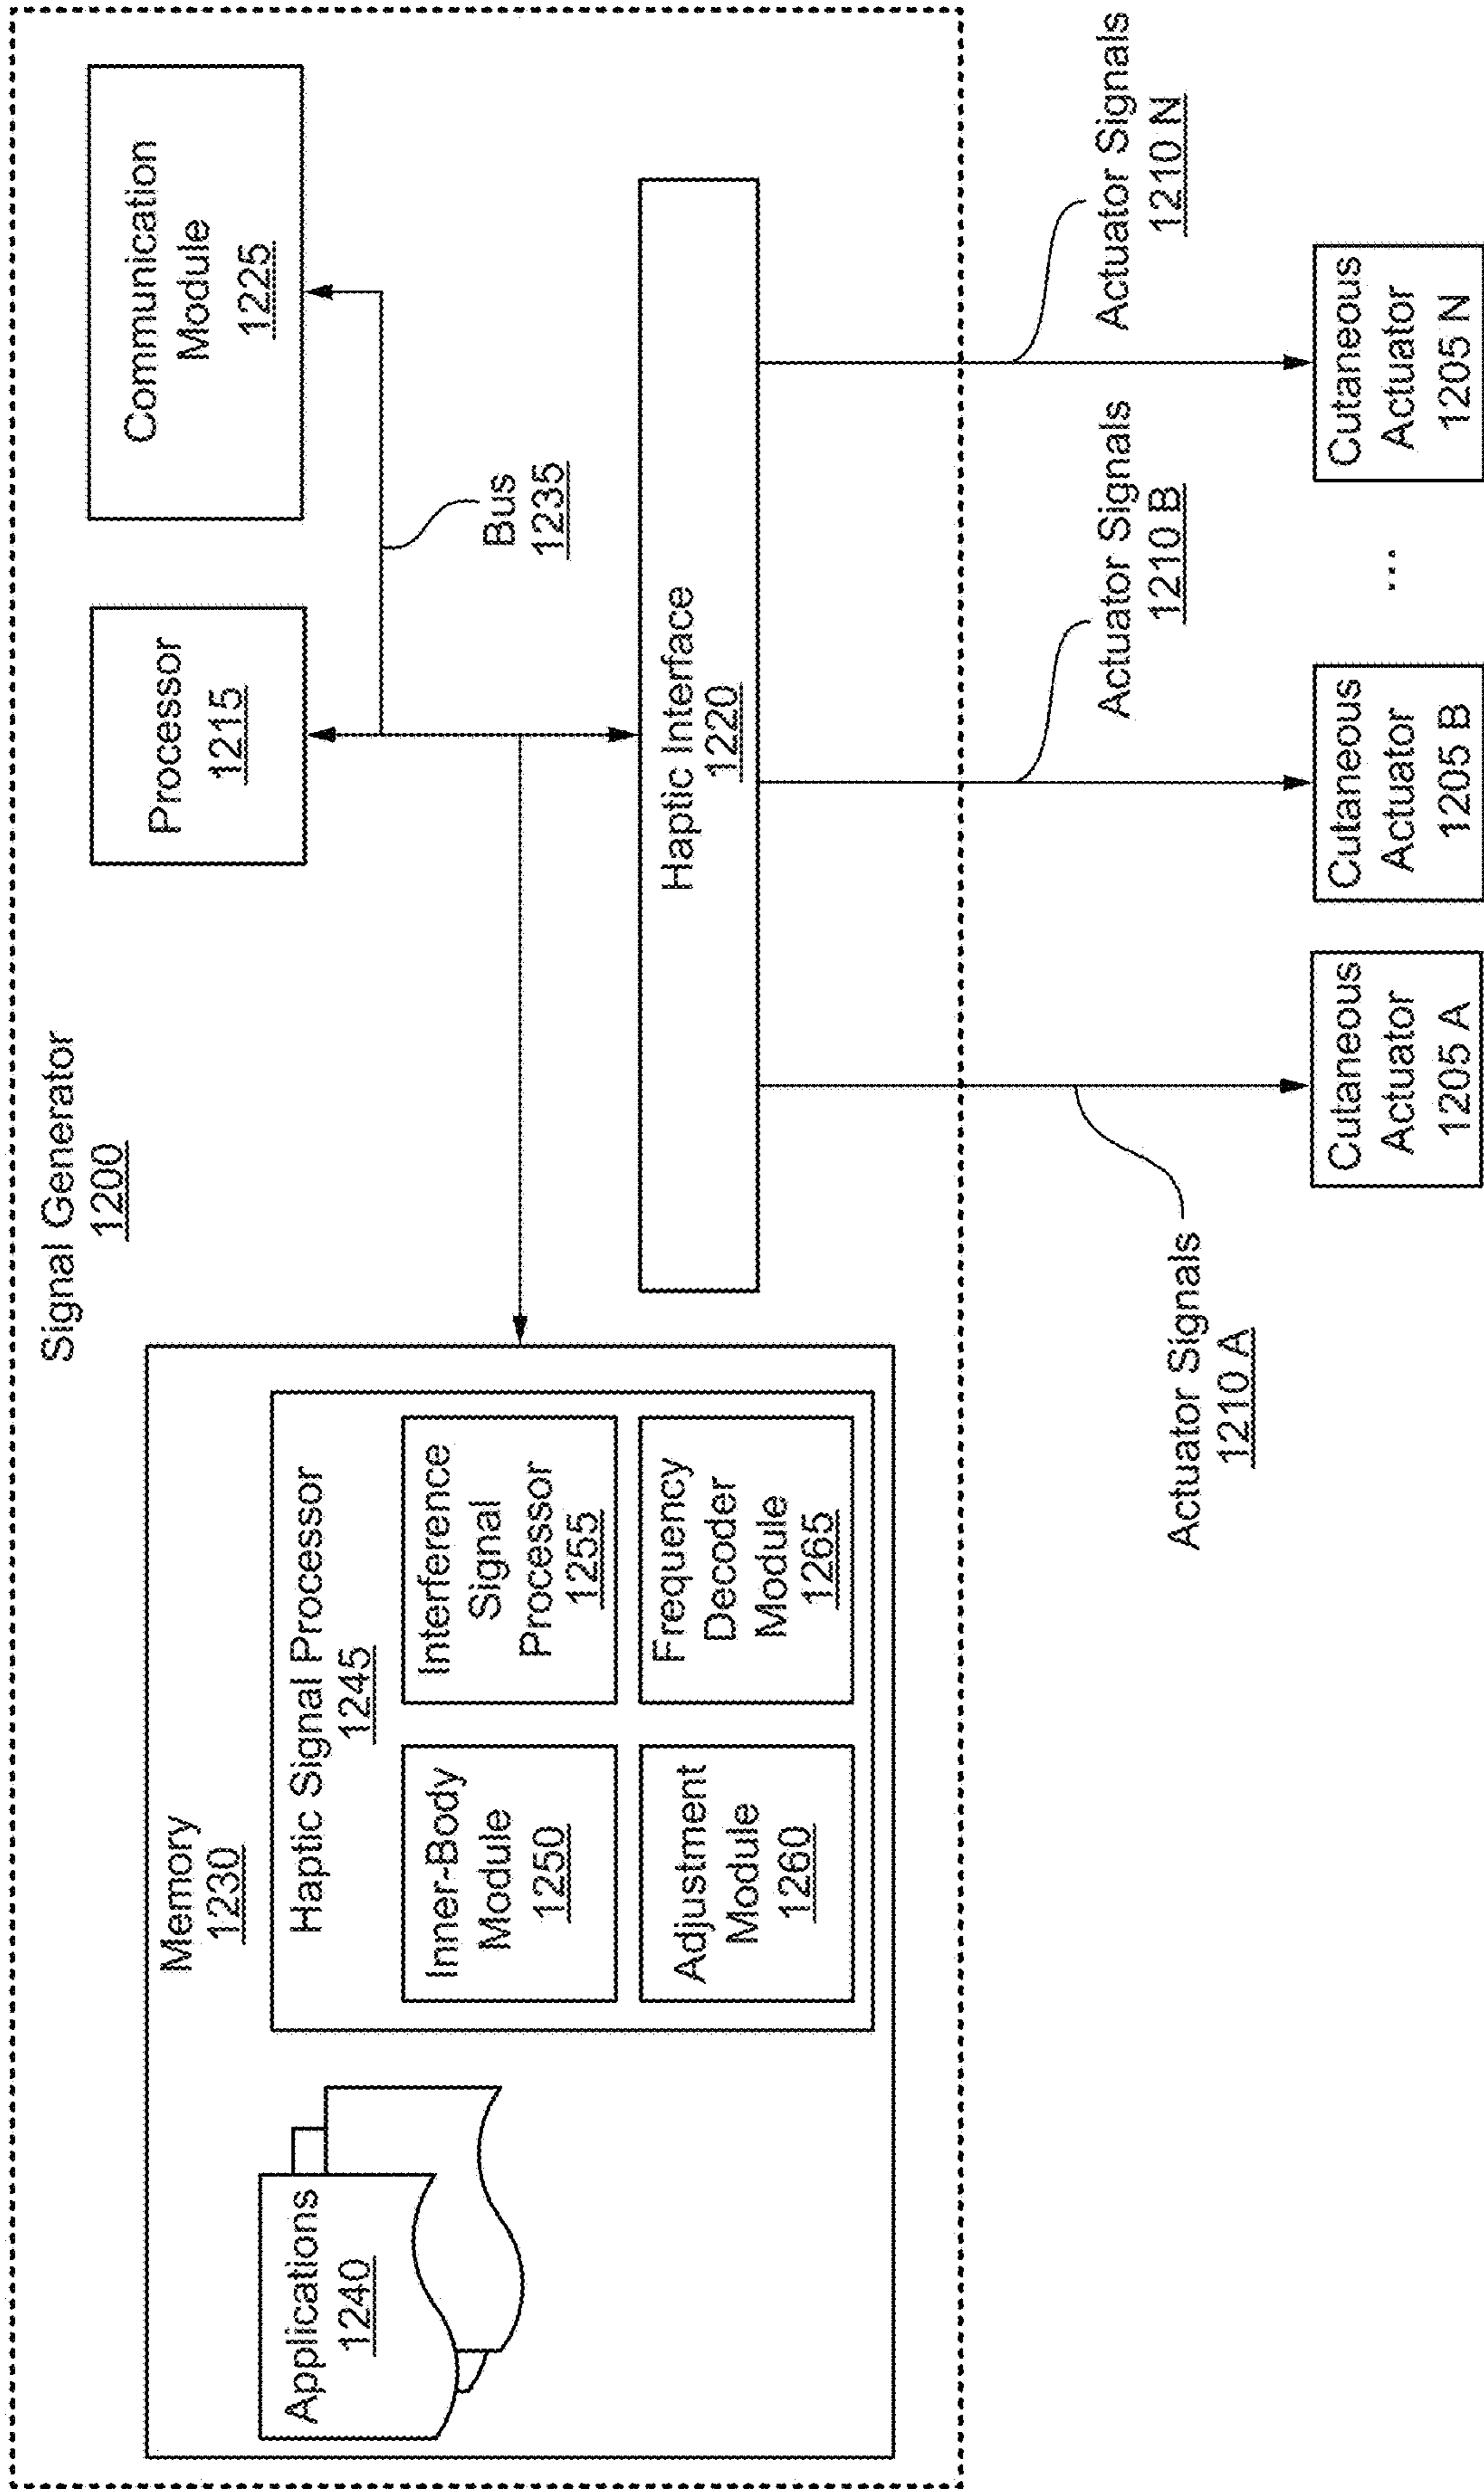 Signal Generator
1200
Memory
1230
Applications
1240
Haptic Signal Processor
1245
Inner-Body
Module
1250
Interference
Signal
Processor
1255
Adjustment
Module
1260
Frequency
Decoder
Module
1265
Processor
1215
Communication
Module
1225
Bus
1235
Haptic Interface
1220
Actuator Signals
1210 A
Actuator Signals
1210 B
Actuator Signals
1210 N
Cutaneous
Actuator
1205 A
Cutaneous
Actuator
1205 B
...
Cutaneous
Actuator
1205 N